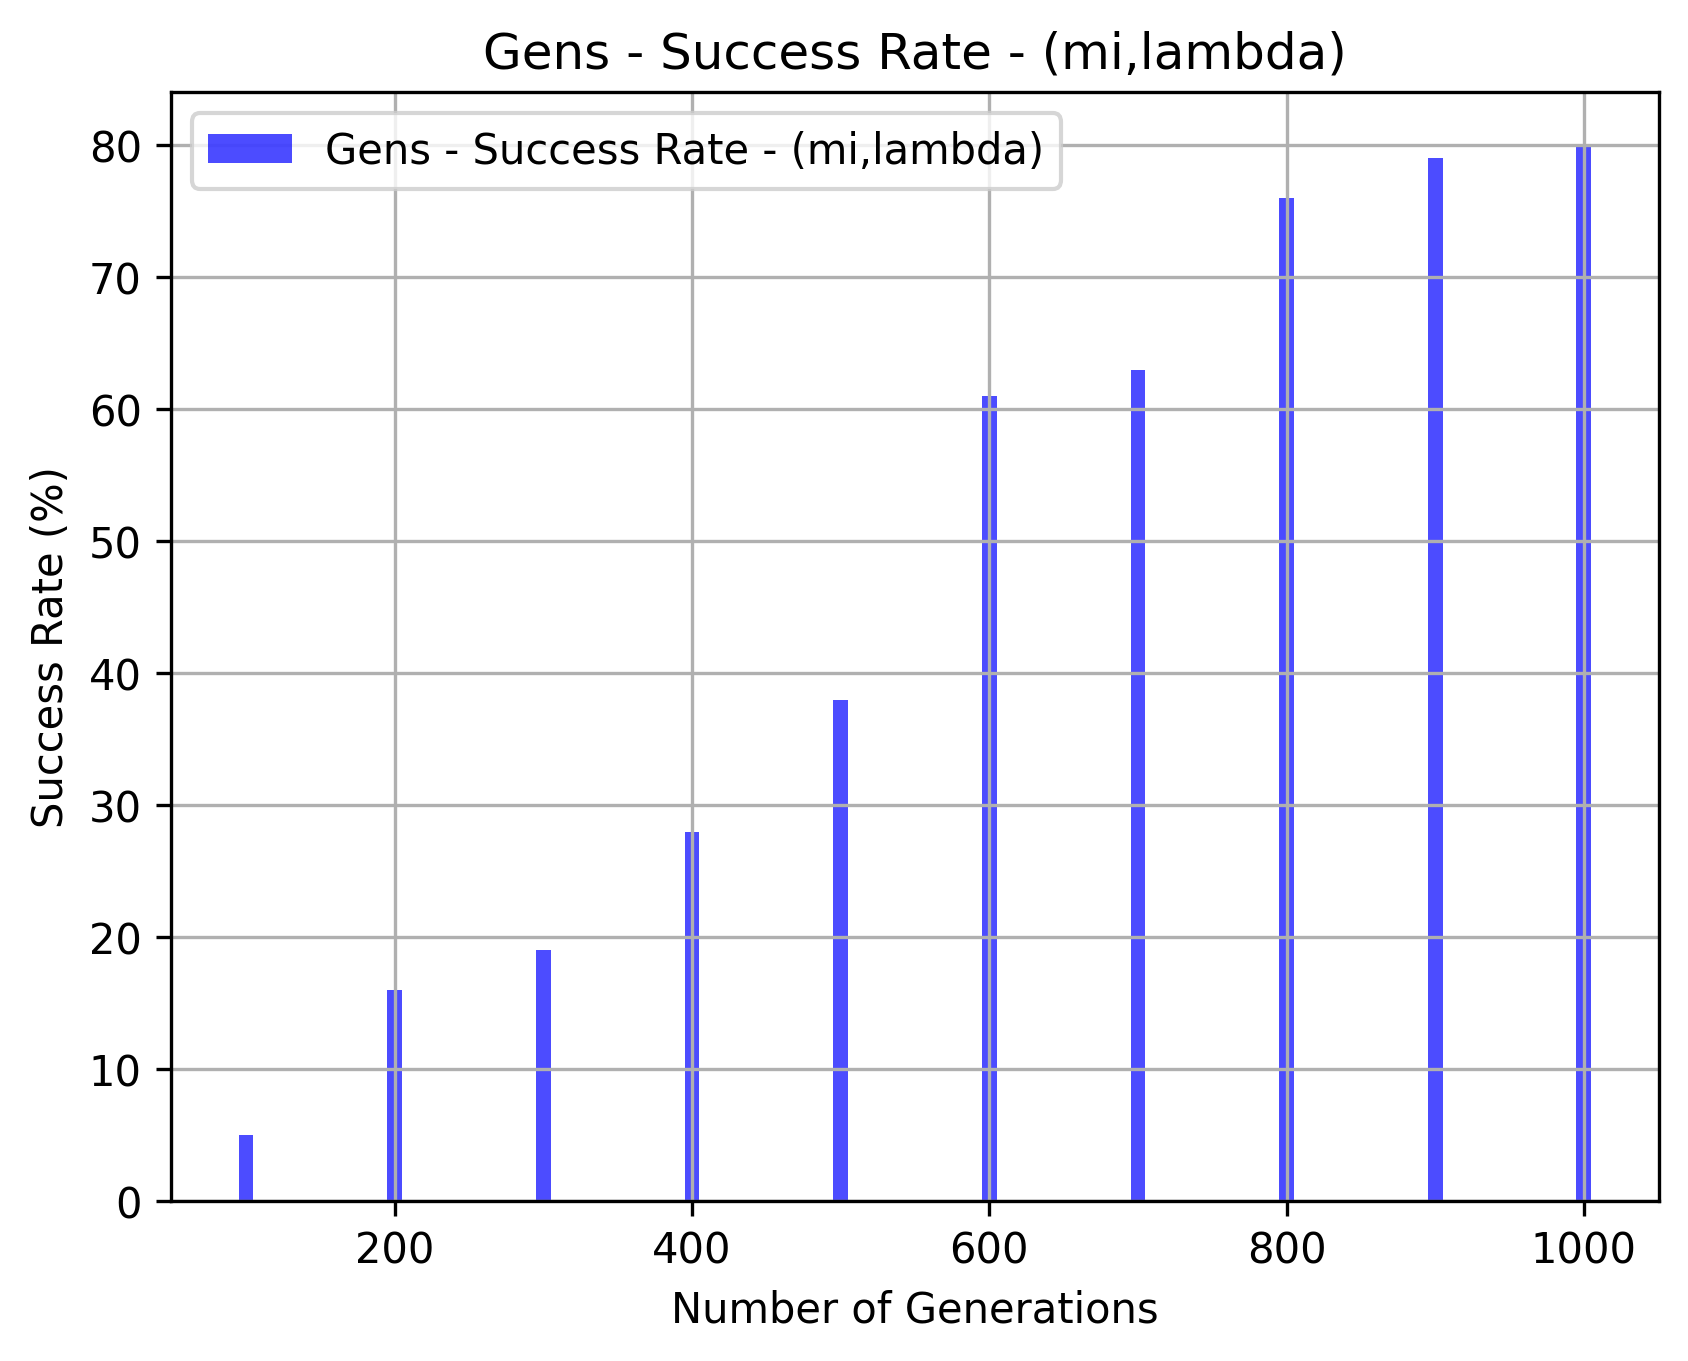 Gens - Success Rate - (mi,lambda)
Gens - Success Rate - (mi,lambda)
80
70
60
50
40
30
20
10
0
Success Rate (%)
200 400 600 800 1000
Number of Generations